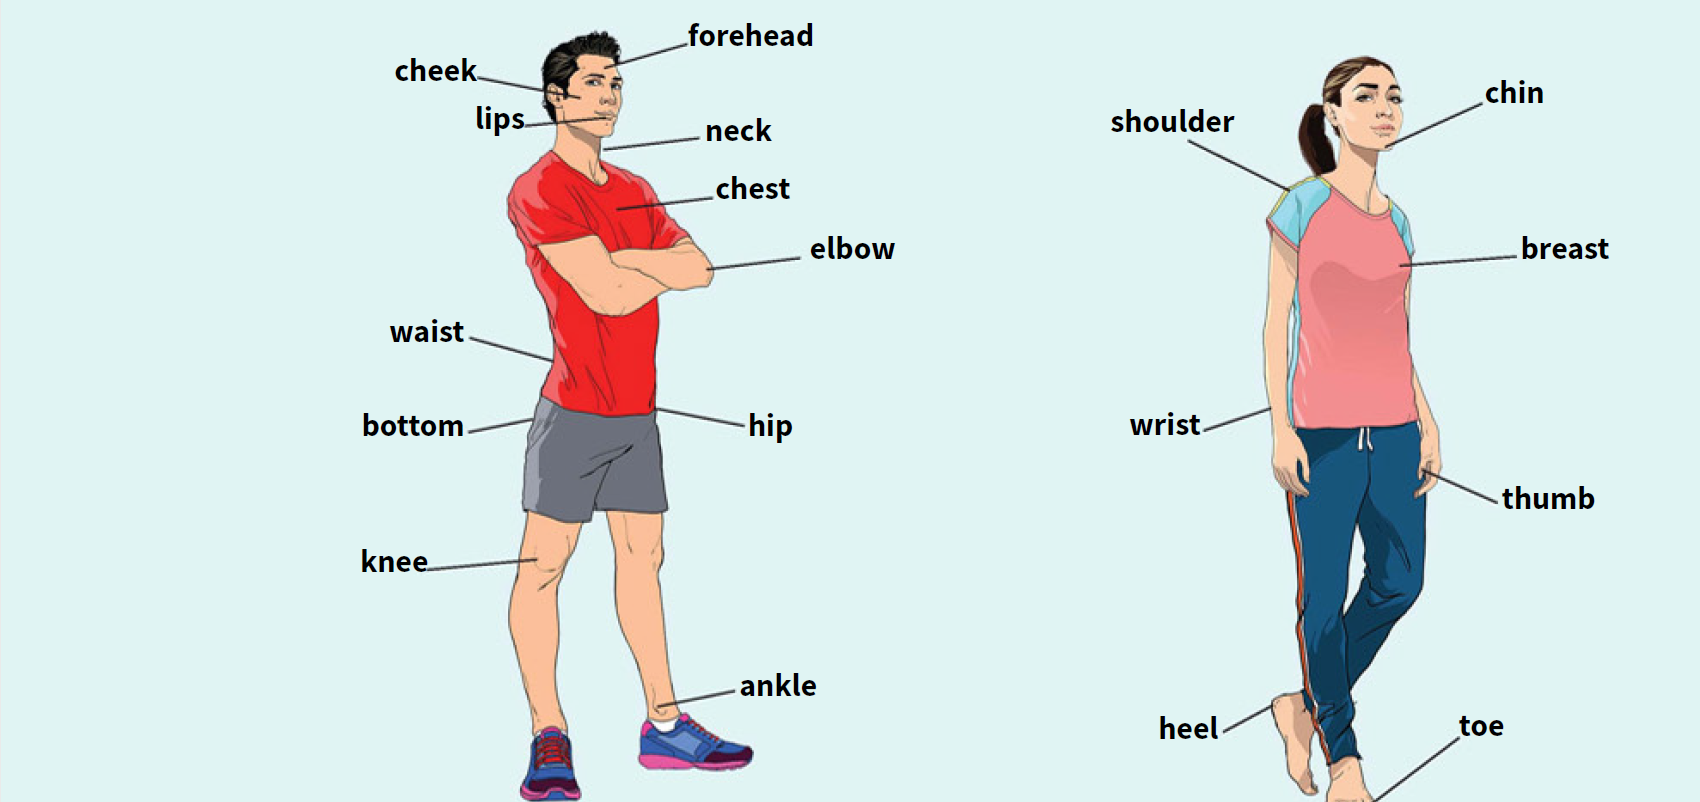 forehead
cheek
lips
neck
chest
elbow
waist
bottom
hip
knee
ankle
chin
shoulder
breast
wrist
thumb
heel
toe